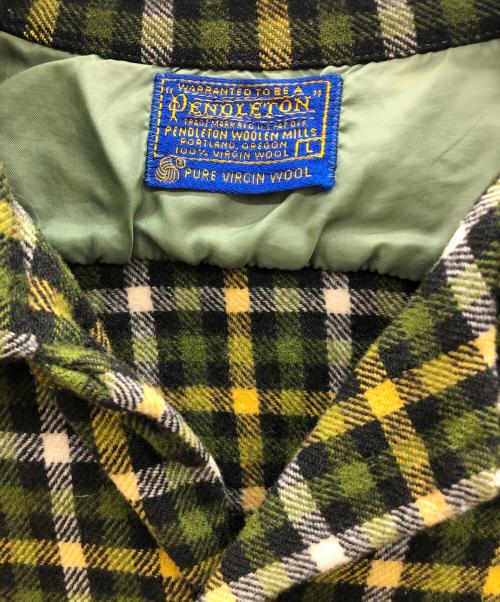 "WARRANTED TO BE A"
PENDLETON
TRADE MARK REG. U.S. PAT. OFF.
PENDLETON WOOLEN MILLS
PORTLAND, OREGON
100% VIRGIN WOOL L
® PURE VIRGIN WOOL